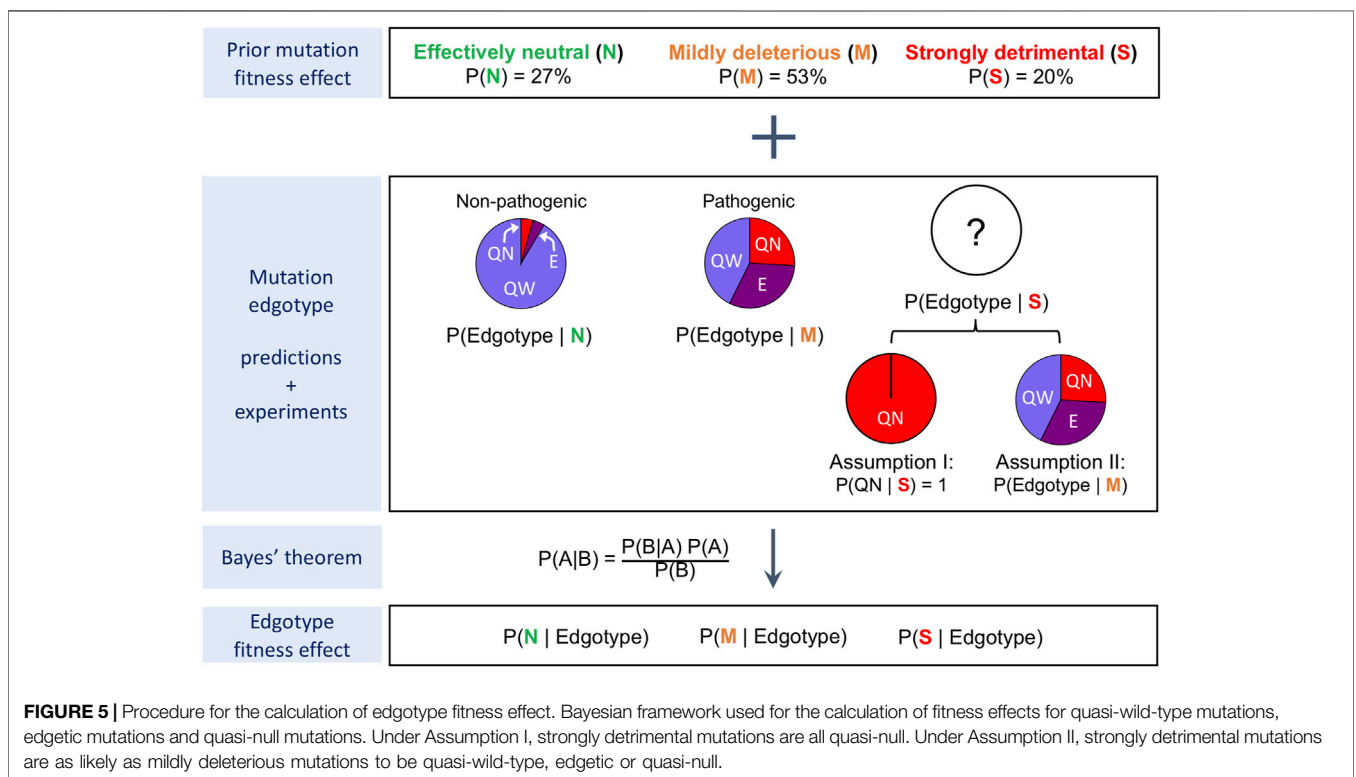 Prior mutation
fitness effect
Effectively neutral (N)
P(N) = 27%
Mildly deleterious (M)
P(M) = 53%
Strongly detrimental (S)
P(S) = 20%
+
Mutation
edgotype
predictions
+
experiments
Non-pathogenic
QN
E
QW
P(Edgotype | N)
Pathogenic
QN
QW
E
P(Edgotype | M)
?
P(Edgotype | S)
QN
Assumption I:
P(QN | S) = 1
QN
QW
E
Assumption II:
P(Edgotype | M)
Bayes' theorem
P(A|B) = P(B|A) P(A)
P(B)
Edgotype
fitness effect
P(N | Edgotype) P(M | Edgotype) P(S | Edgotype)
FIGURE 5 | Procedure for the calculation of edgotype fitness effect. Bayesian framework used for the calculation of fitness effects for quasi-wild-type mutations,
edgetic mutations and quasi-null mutations. Under Assumption I, strongly detrimental mutations are all quasi-null. Under Assumption II, strongly detrimental mutations
are as likely as mildly deleterious mutations to be quasi-wild-type, edgetic or quasi-null.